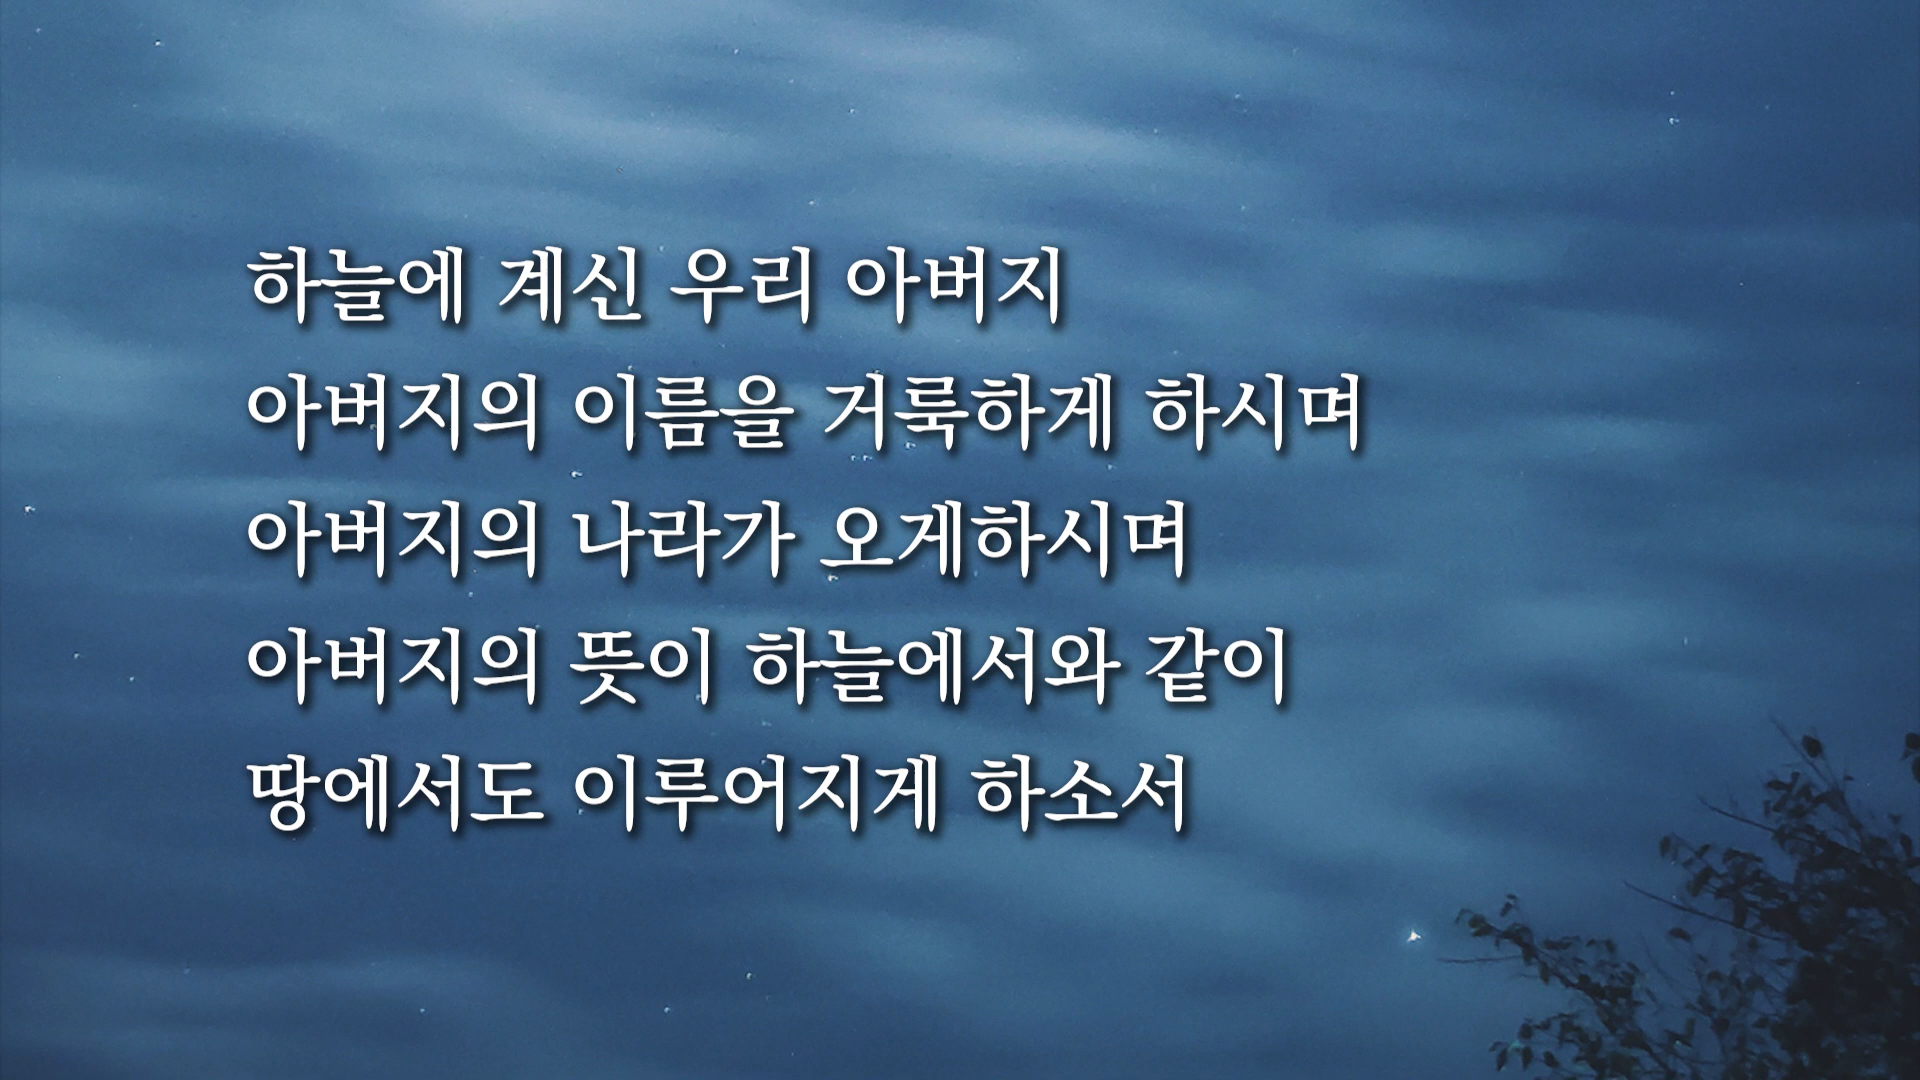 하늘에 계신 우리 아버지
아버지의 이름을 거룩하게 하시며
아버지의 나라가 오게하시며
아버지의 뜻이 하늘에서와 같이
땅에서도 이루어지게 하소서